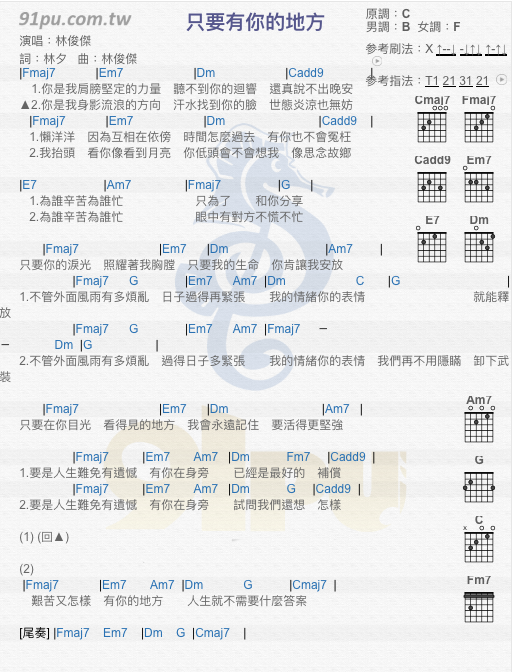 91pu.com.tw
只要有你的地方
原調：C
男調：B 女調：F
演唱：林俊傑
詞：林夕 曲：林俊傑
參考刷法：X ↑--↓ -↓↑↓ ↑-↑↓
參考指法：T1 21 31 21
|Fmaj7 |Em7 |Dm |Cadd9 |
1.你是我肩膀堅定的力量 聽不到你的迴響 還真說不出晚安
▲2.你是我身影流浪的方向 汗水找到你的臉 世態炎涼也無妨
|Fmaj7 |Em7 |Dm |Cadd9 |
1.懶洋洋 因為互相在依傍 時間怎麼過去 有你也不會冤枉
2.我抬頭 看你像看到月亮 你低頭會不會想我 像思念故鄉
|E7 |Am7 |Fmaj7 |G |
1.為誰辛苦為誰忙 只為了 和你分享
2.為誰辛苦為誰忙 眼中有對方不慌不忙
|Fmaj7 |Em7 |Dm |Am7 |
只要你的淚光 照耀著我胸膛 只要我的生命 你肯讓我安放
|Fmaj7 G |Em7 Am7 |Dm C |G |
1.不管外面風雨有多煩亂 日子過得再緊張 我的情緒你的表情 就能釋
放
|Fmaj7 G |Em7 Am7 |Fmaj7 –
– Dm |G |
2.不管外面風雨有多煩亂 過得日子多緊張 我的情緒你的表情 我們再不用隱瞞 卸下武
裝
|Fmaj7 |Em7 |Dm |Am7 |
只要在你目光 看得見的地方 我會永遠記住 要活得更堅強
|Fmaj7 |Em7 Am7 |Dm Fm7 |Cadd9 |
1.要是人生難免有遺憾 有你在身旁 已經是最好的 補償
|Fmaj7 |Em7 Am7 |Dm G |Cadd9 |
2.要是人生難免有遺憾 有你在身旁 試問我們還想 怎樣
(1) (回▲)
(2)
|Fmaj7 |Em7 Am7 |Dm G |Cmaj7 |
艱苦又怎樣 有你的地方 人生就不需要什麼答案
[尾奏] |Fmaj7 Em7 |Dm G |Cmaj7 |
Cmaj7 Fmaj7
Cadd9 Em7
E7 Dm
Am7
G
C
Fm7
91pu